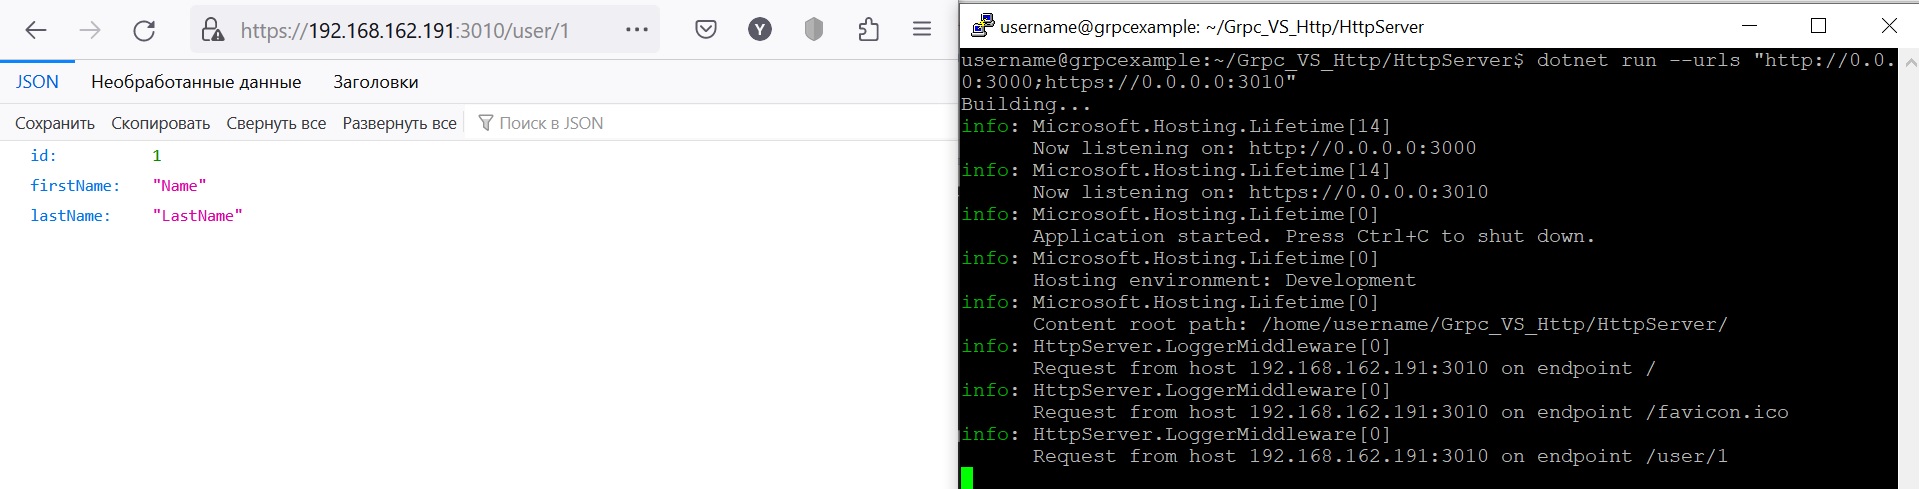 https://192.168.162.191:3010/user/1
Y
JSON Необработанные данные Заголовки
Сохранить Скопировать Свернуть все Развернуть все Поиск в JSON
id: 1
firstName: "Name"
lastName: "LastName"
username@grpcexample: ~/Grpc_VS_Http/HttpServer
username@grpcexample:~/Grpc_VS_Http/HttpServer$ dotnet run --urls "http://0.0.
0:3000;https://0.0.0.0:3010"
Building...
info: Microsoft.Hosting.Lifetime[14]
Now listening on: http://0.0.0.0:3000
info: Microsoft.Hosting.Lifetime[14]
Now listening on: https://0.0.0.0:3010
info: Microsoft.Hosting.Lifetime[0]
Application started. Press Ctrl+C to shut down.
info: Microsoft.Hosting.Lifetime[0]
Hosting environment: Development
info: Microsoft.Hosting.Lifetime[0]
Content root path: /home/username/Grpc_VS_Http/HttpServer/
info: HttpServer.LoggerMiddleware[0]
Request from host 192.168.162.191:3010 on endpoint /
info: HttpServer.LoggerMiddleware[0]
Request from host 192.168.162.191:3010 on endpoint /favicon.ico
info: HttpServer.LoggerMiddleware[0]
Request from host 192.168.162.191:3010 on endpoint /user/1